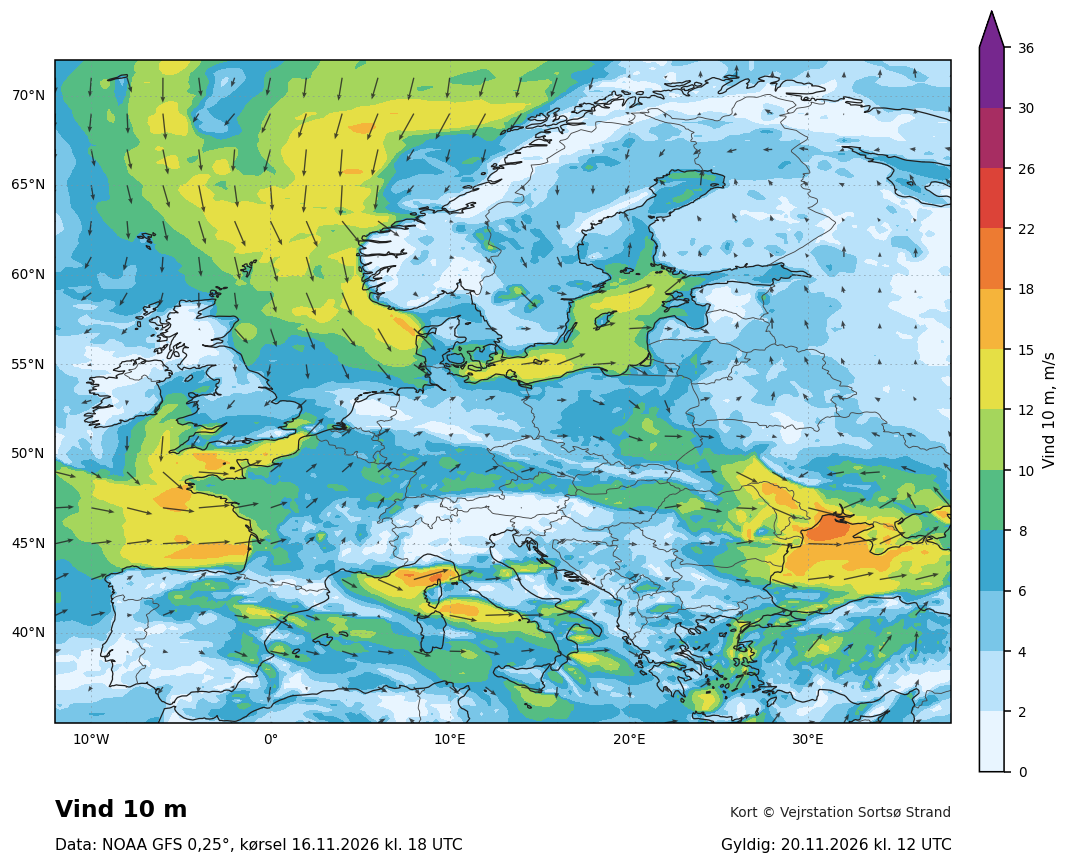 36
30
26
22
18
15
12
10
8
6
4
2
0
Vind 10 m, m/s
70°N
65°N
60°N
55°N
50°N
45°N
40°N
10°W 0° 10°E 20°E 30°E
Vind 10 m
Kort © Vejrstation Sortsø Strand
Data: NOAA GFS 0,25°, kørsel 16.11.2026 kl. 18 UTC
Gyldig: 20.11.2026 kl. 12 UTC